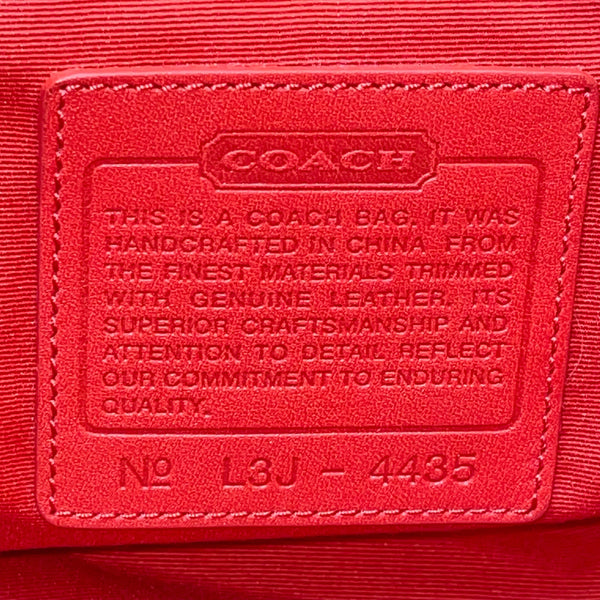 COACH
THIS IS A COACH BAG. IT WAS
HANDCRAFTED IN CHINA FROM
THE FINEST MATERIALS TRIMMED
WITH GENUINE LEATHER. ITS
SUPERIOR CRAFTSMANSHIP AND
ATTENTION TO DETAIL REFLECT
OUR COMMITMENT TO ENDURING
QUALITY.
Nº L3J - 4435